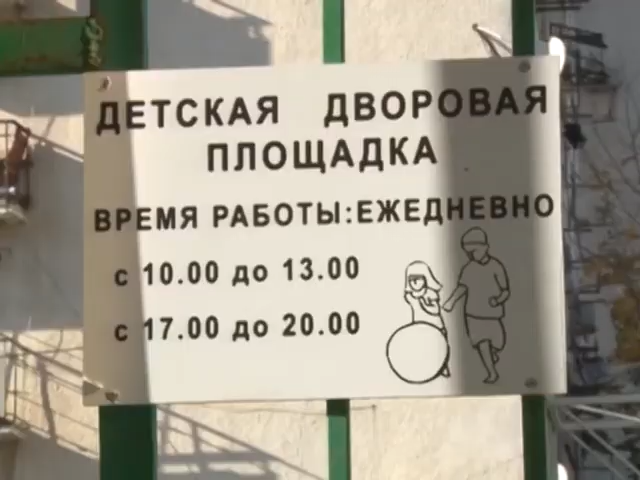 ДЕТСКАЯ ДВОРОВАЯ
ПЛОЩАДКА
ВРЕМЯ РАБОТЫ:ЕЖЕДНЕВНО
с 10.00 до 13.00
с 17.00 до 20.00